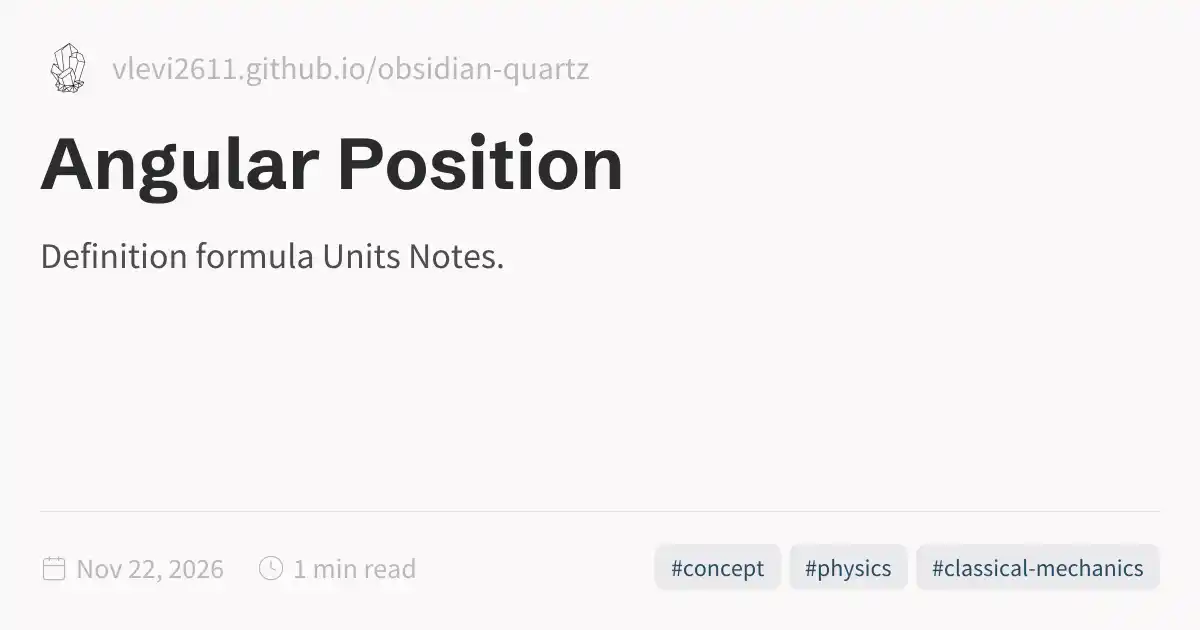 vlevi2611.github.io/obsidian-quartz
Angular Position
Definition formula Units Notes.
Nov 22, 2026 1 min read #concept #physics #classical-mechanics